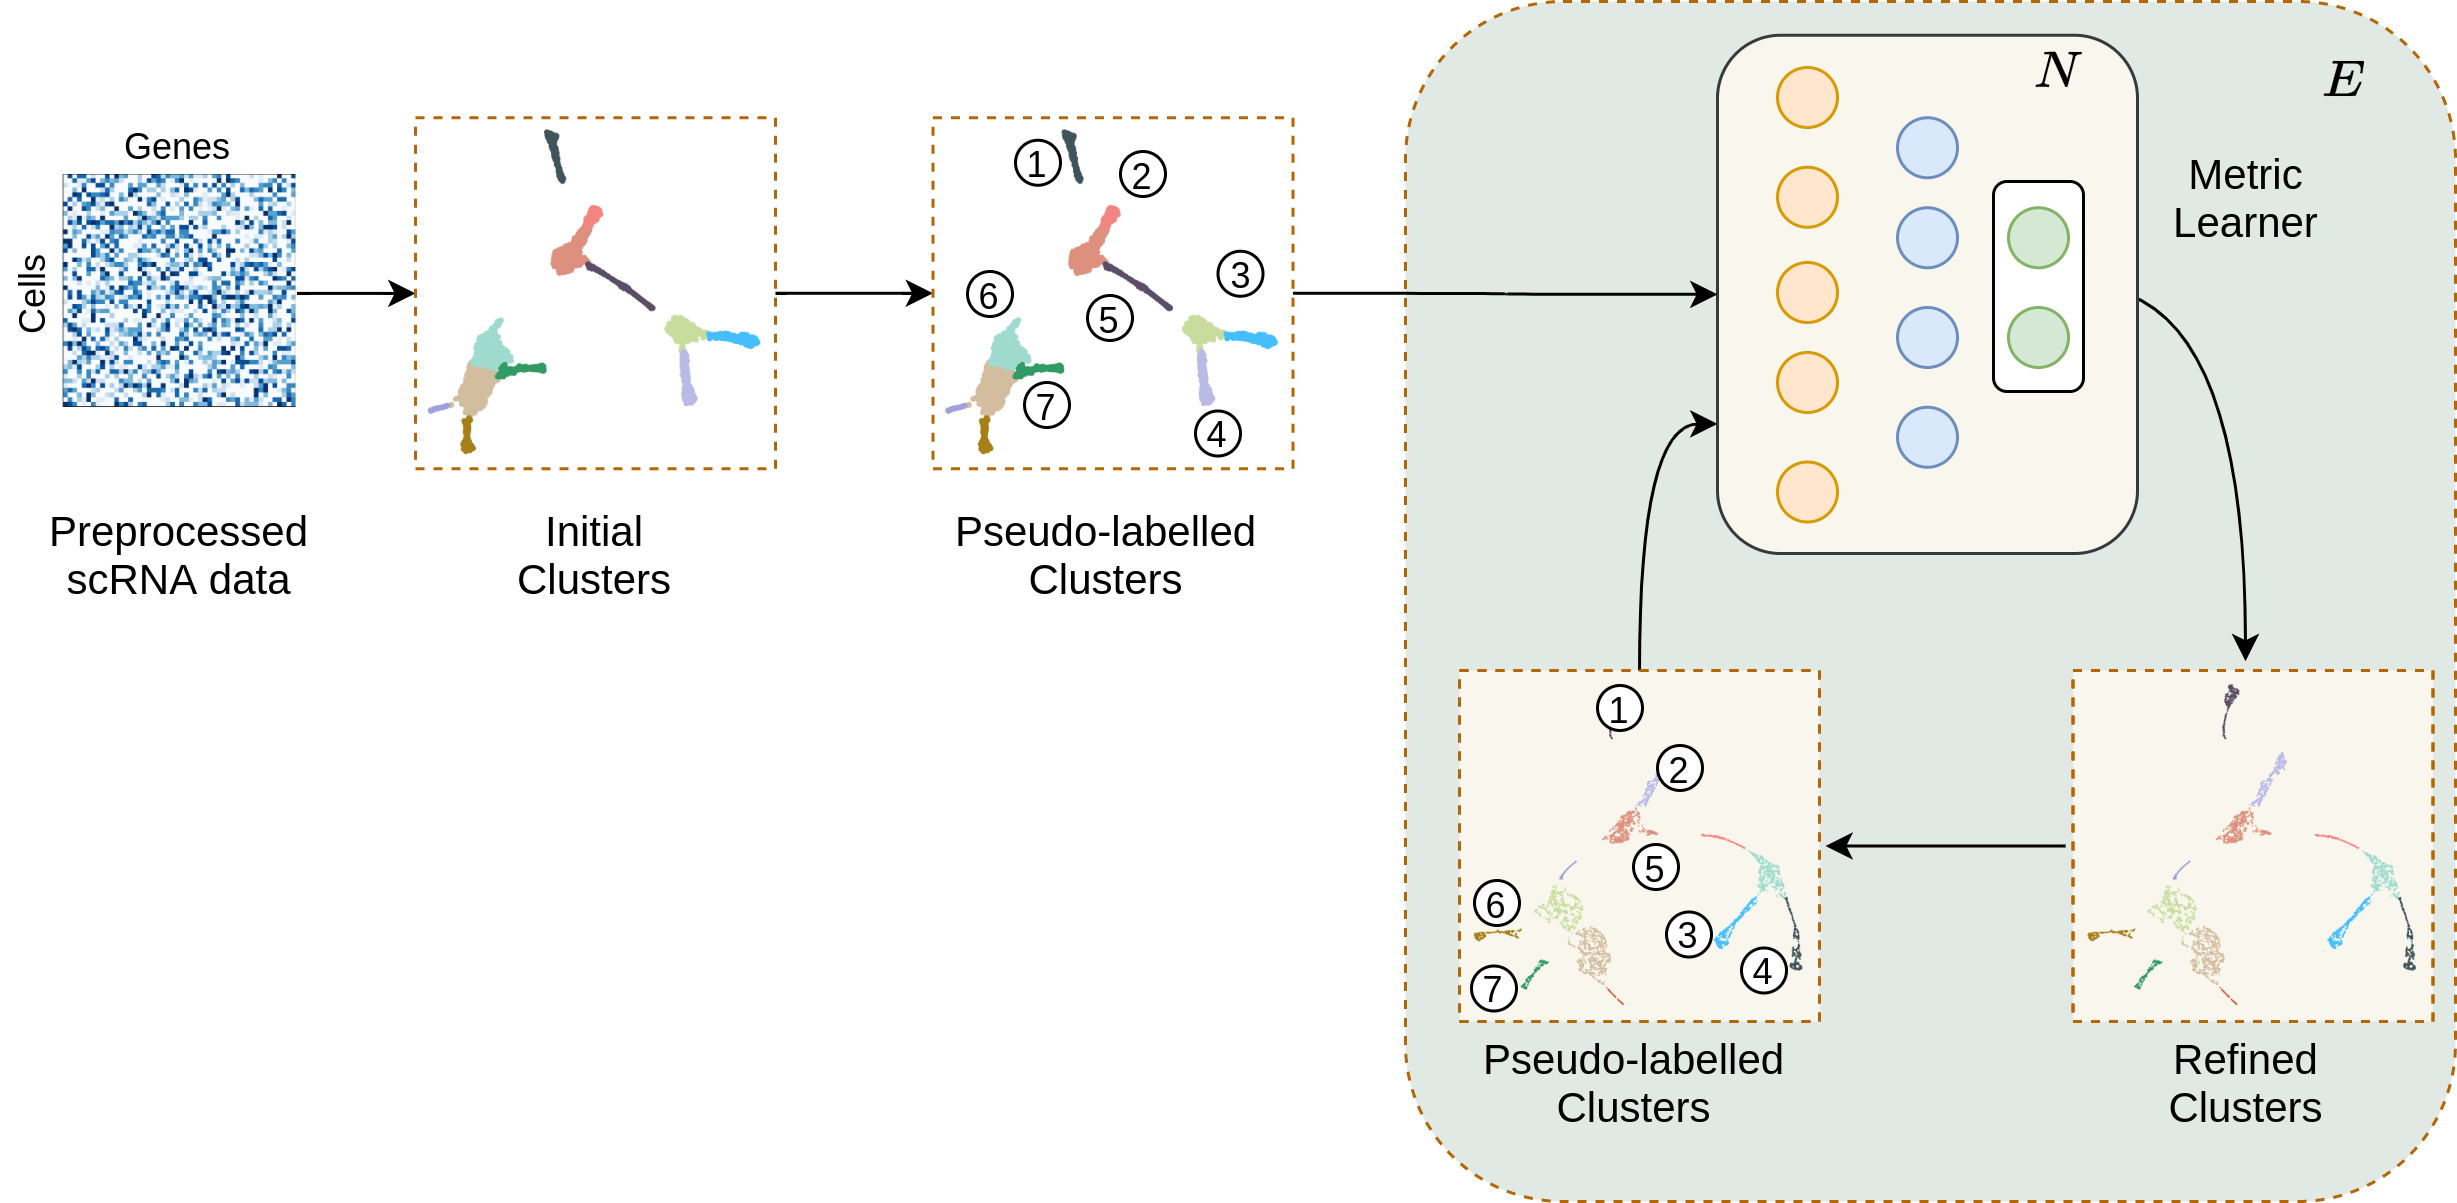 Genes
Cells
Preprocessed
scRNA data
Initial
Clusters
1
2
3
6
5
7
4
Pseudo-labelled
Clusters
N
E
Metric
Learner
1
2
5
6
3
4
7
Pseudo-labelled
Clusters
Refined
Clusters